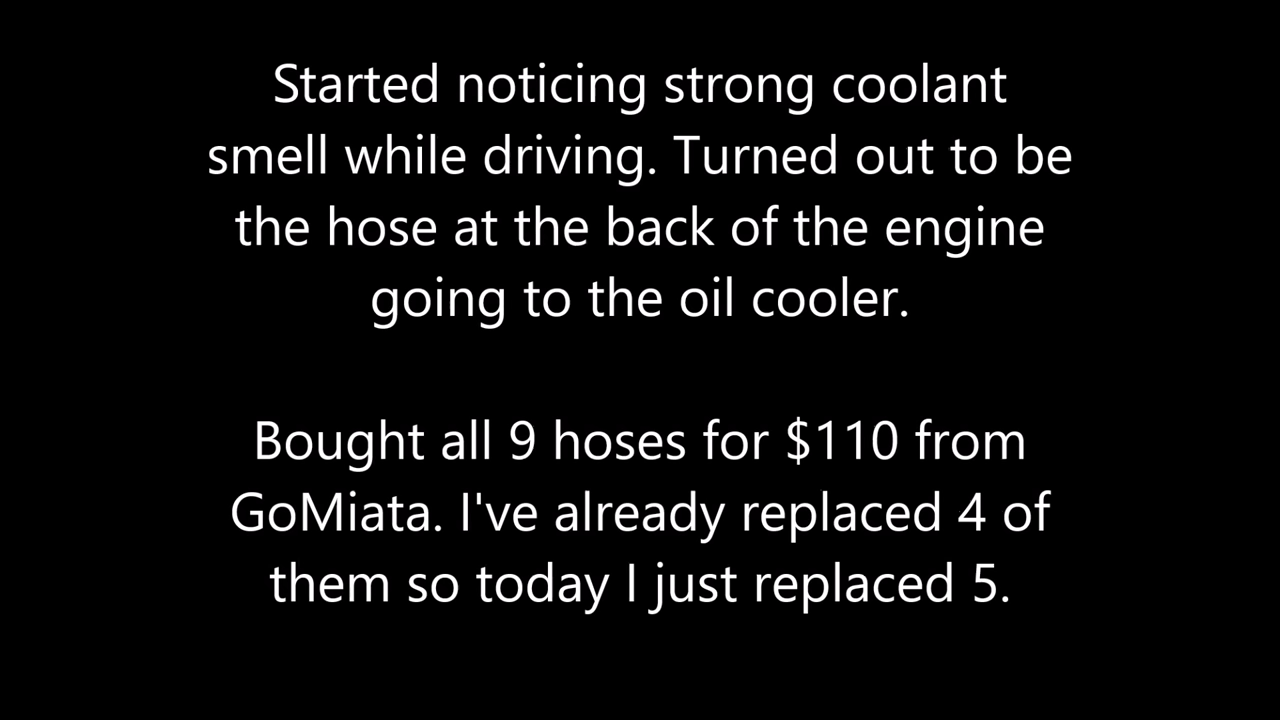 Started noticing strong coolant
smell while driving. Turned out to be
the hose at the back of the engine
going to the oil cooler.
Bought all 9 hoses for $110 from
GoMiata. I've already replaced 4 of
them so today I just replaced 5.